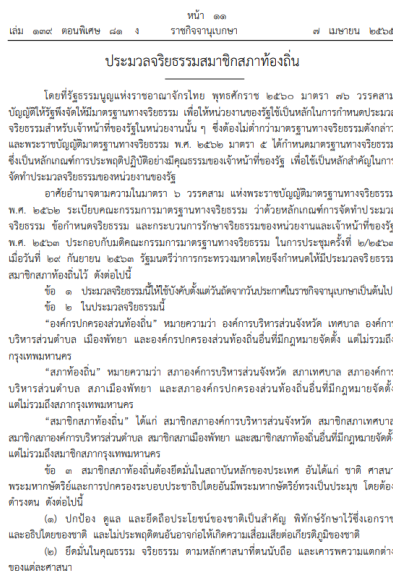 หน้า ๑๑
เล่ม ๑๓๙ ตอนพิเศษ ๘๑ ง ราชกิจจานุเบกษา ๗ เมษายน ๒๕๖๕
ประมวลจริยธรรมสมาชิกสภาท้องถิ่น
โดยที่รัฐธรรมนูญแห่งราชอาณาจักรไทย พุทธศักราช ๒๕๖๐ มาตรา ๗๖ วรรคสาม
บัญญัติให้รัฐพึงจัดให้มีมาตรฐานทางจริยธรรม เพื่อให้หน่วยงานของรัฐใช้เป็นหลักในการกำหนดประมวล
จริยธรรมสำหรับเจ้าหน้าที่ของรัฐในหน่วยงานนั้น ๆ ซึ่งต้องไม่ต่ำกว่ามาตรฐานทางจริยธรรมดังกล่าว
และพระราชบัญญัติมาตรฐานทางจริยธรรม พ.ศ. ๒๕๖๒ มาตรา ๕ ได้กำหนดมาตรฐานทางจริยธรรม
ซึ่งเป็นหลักเกณฑ์การประพฤติปฏิบัติอย่างมีคุณธรรมของเจ้าหน้าที่ของรัฐ เพื่อใช้เป็นหลักสำคัญในการ
จัดทำประมวลจริยธรรมของหน่วยงานของรัฐ
อาศัยอำนาจตามความในมาตรา ๖ วรรคสาม แห่งพระราชบัญญัติมาตรฐานทางจริยธรรม
พ.ศ. ๒๕๖๒ ระเบียบคณะกรรมการมาตรฐานทางจริยธรรม ว่าด้วยหลักเกณฑ์การจัดทำประมวล
จริยธรรม ข้อกำหนดจริยธรรม และกระบวนการรักษาจริยธรรมของหน่วยงานและเจ้าหน้าที่ของรัฐ
พ.ศ. ๒๕๖๓ ประกอบกับมติคณะกรรมการมาตรฐานทางจริยธรรม ในการประชุมครั้งที่ ๒/๒๕๖๓
เมื่อวันที่ ๒๙ กันยายน ๒๕๖๓ รัฐมนตรีว่าการกระทรวงมหาดไทยจึงกำหนดให้มีประมวลจริยธรรม
สมาชิกสภาท้องถิ่นไว้ ดังต่อไปนี้
ข้อ ๑ ประมวลจริยธรรมนี้ให้ใช้บังคับตั้งแต่วันถัดจากวันประกาศในราชกิจจานุเบกษาเป็นต้นไป
ข้อ ๒ ในประมวลจริยธรรมนี้
“องค์กรปกครองส่วนท้องถิ่น” หมายความว่า องค์การบริหารส่วนจังหวัด เทศบาล องค์การ
บริหารส่วนตำบล เมืองพัทยา และองค์กรปกครองส่วนท้องถิ่นอื่นที่มีกฎหมายจัดตั้ง แต่ไม่รวมถึง
กรุงเทพมหานคร
“สภาท้องถิ่น” หมายความว่า สภาองค์การบริหารส่วนจังหวัด สภาเทศบาล สภาองค์การ
บริหารส่วนตำบล สภาเมืองพัทยา และสภาองค์กรปกครองส่วนท้องถิ่นอื่นที่มีกฎหมายจัดตั้ง
แต่ไม่รวมถึงสภากรุงเทพมหานคร
“สมาชิกสภาท้องถิ่น” ได้แก่ สมาชิกสภาองค์การบริหารส่วนจังหวัด สมาชิกสภาเทศบาล
สมาชิกสภาองค์การบริหารส่วนตำบล สมาชิกสภาเมืองพัทยา และสมาชิกสภาท้องถิ่นอื่นที่มีกฎหมายจัดตั้ง
แต่ไม่รวมถึงสมาชิกสภากรุงเทพมหานคร
ข้อ ๓ สมาชิกสภาท้องถิ่นต้องยึดมั่นในสถาบันหลักของประเทศ อันได้แก่ ชาติ ศาสนา
พระมหากษัตริย์และการปกครองระบอบประชาธิปไตยอันมีพระมหากษัตริย์ทรงเป็นประมุข โดยต้อง
ดำรงตน ดังต่อไปนี้
(๑) ปกป้อง ดูแล และยึดถือประโยชน์ของชาติเป็นสำคัญ พิทักษ์รักษาไว้ซึ่งเอกราช
และอธิปไตยของชาติ และไม่ประพฤติตนอันอาจก่อให้เกิดความเสื่อมเสียต่อเกียรติภูมิของชาติ
(๒) ยึดมั่นในคุณธรรม จริยธรรม ตามหลักศาสนาที่ตนนับถือ และเคารพความแตกต่าง
ของแต่ละศาสนา